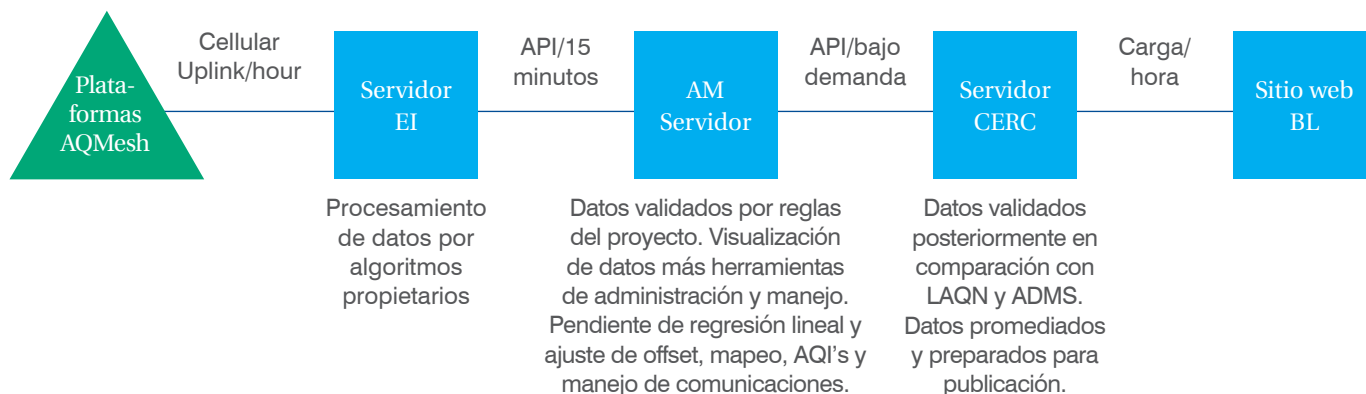 Plata-
formas
AQMesh
Cellular
Uplink/hour
Servidor
EI
API/15
minutos
AM
Servidor
API/bajo
demanda
Servidor
CERC
Carga/
hora
Sitio web
BL
Procesamiento
de datos por
algoritmos
propietarios
Datos validados por reglas
del proyecto. Visualización
de datos más herramientas
de administración y manejo.
Pendiente de regresión lineal y
ajuste de offset, mapeo, AQI’s y
manejo de comunicaciones.
Datos validados
posteriormente en
comparación con
LAQN y ADMS.
Datos promediados
y preparados para
publicación.